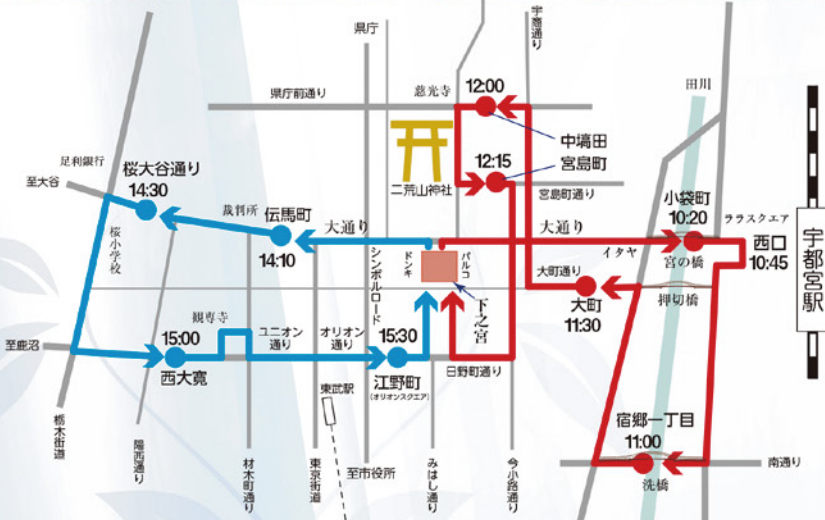 県庁
宇商通り
田川
県庁前通り
慈光寺
12:00
中塙田
12:15
宮島町
二荒山神社
宮島町通り
足利銀行
桜大谷通り
14:30
至大谷
裁判所
伝馬町
14:10
大通り
大通り
小袋町
10:20
ララスクエア
西口
10:45
宇都宮駅
イタヤ
宮の橋
桜小学校
シンボルロード
ドンキ
パルコ
下之宮
大町通り
大町
11:30
押切橋
至鹿沼
観専寺
15:00
西大寛
ユニオン
通り
オリオン
通り
15:30
江野町
(オリオンスクエア)
日野町通り
宿郷一丁目
11:00
洗橋
南通り
東武駅
栃木街道
陽西通り
材木町通り
東京街道
至市役所
みはし通り
今小路通り